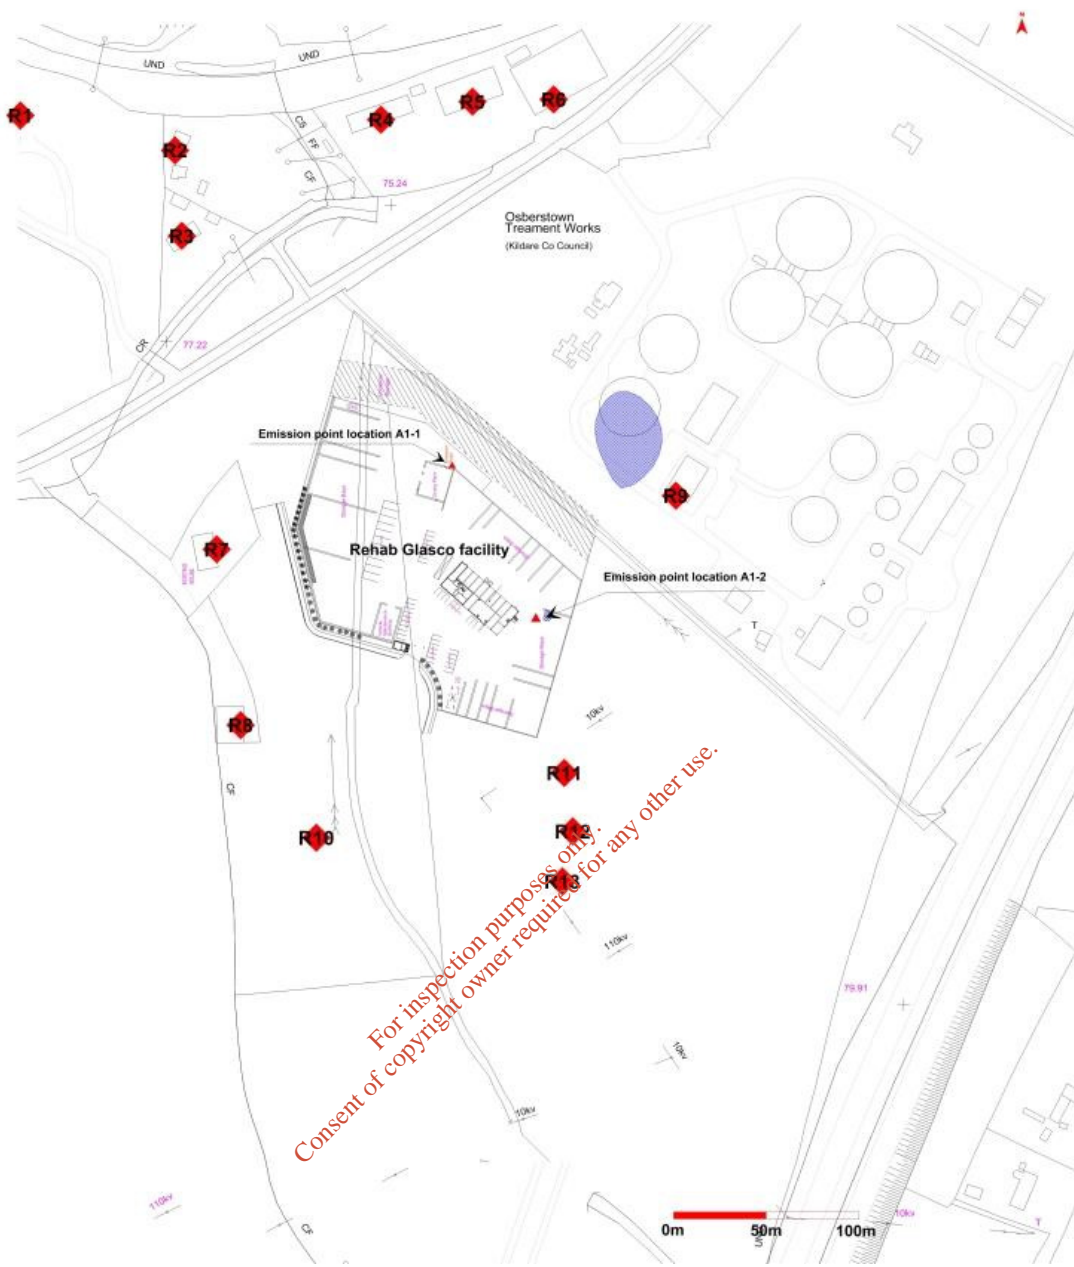 N
UND
UND
R1
R2
R3
R4
R5
R6
CS
FF
CF
75.24
Osberstown
Treament Works
(Kildare Co Council)
CR
77.22
Emission point location A1-1
R9
R7
Rehab Glasco facility
Emission point location A1-2
T
R8
10kv
CF
R11
R10
R12
R13
For inspection purposes only.
Consent of copyright owner required for any other use.
110kv
79.91
10kv
10kv
110kv
CF
0m 50m 100m
10kv
T